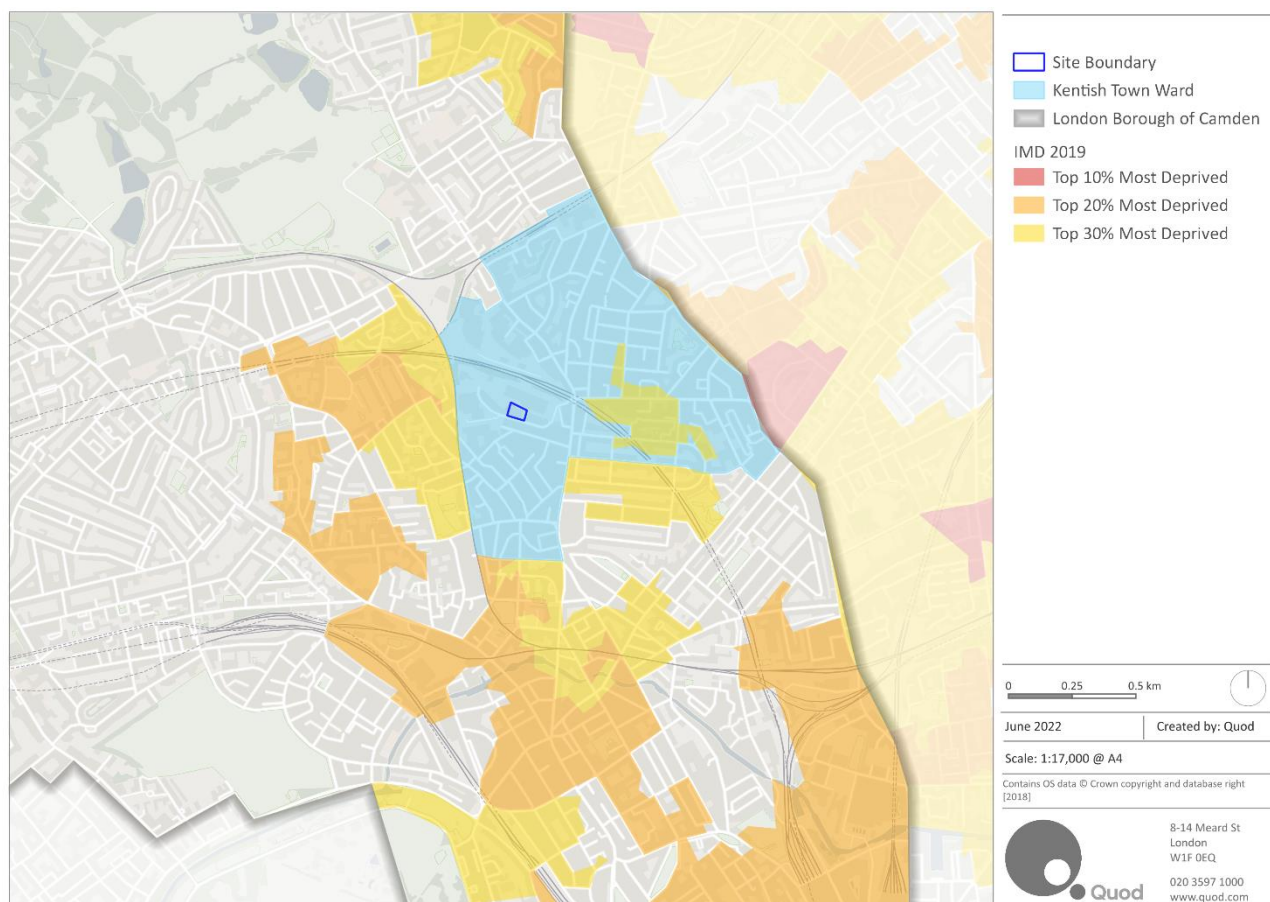 Site Boundary
Kentish Town Ward
London Borough of Camden
IMD 2019
Top 10% Most Deprived
Top 20% Most Deprived
Top 30% Most Deprived
0 0.25 0.5 km
June 2022 Created by: Quod
Scale: 1:17,000 @ A4
Contains OS data © Crown copyright and database right
[2018]
Quod
8-14 Meard St
London
W1F 0EQ
020 3597 1000
www.quod.com